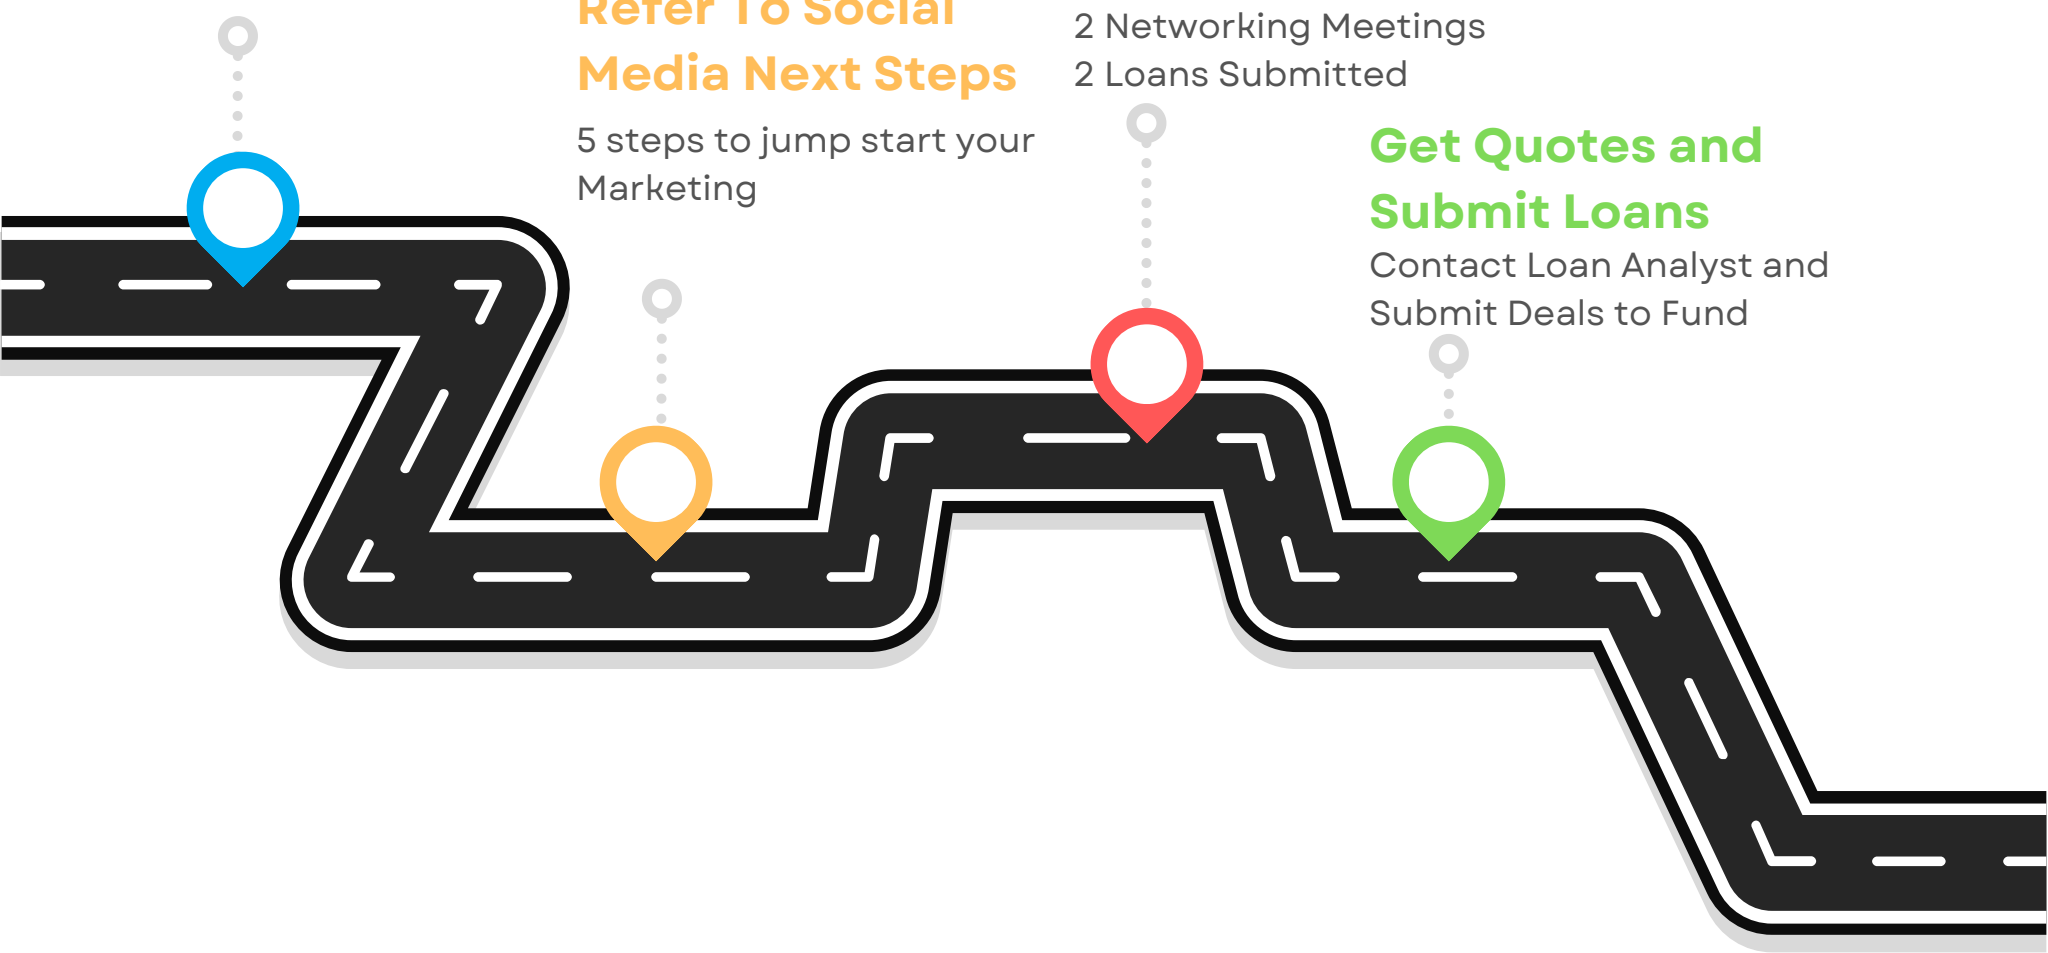 Refer To Social
Media Next Steps
5 steps to jump start your
Marketing
2 Networking Meetings
2 Loans Submitted
Get Quotes and
Submit Loans
Contact Loan Analyst and
Submit Deals to Fund